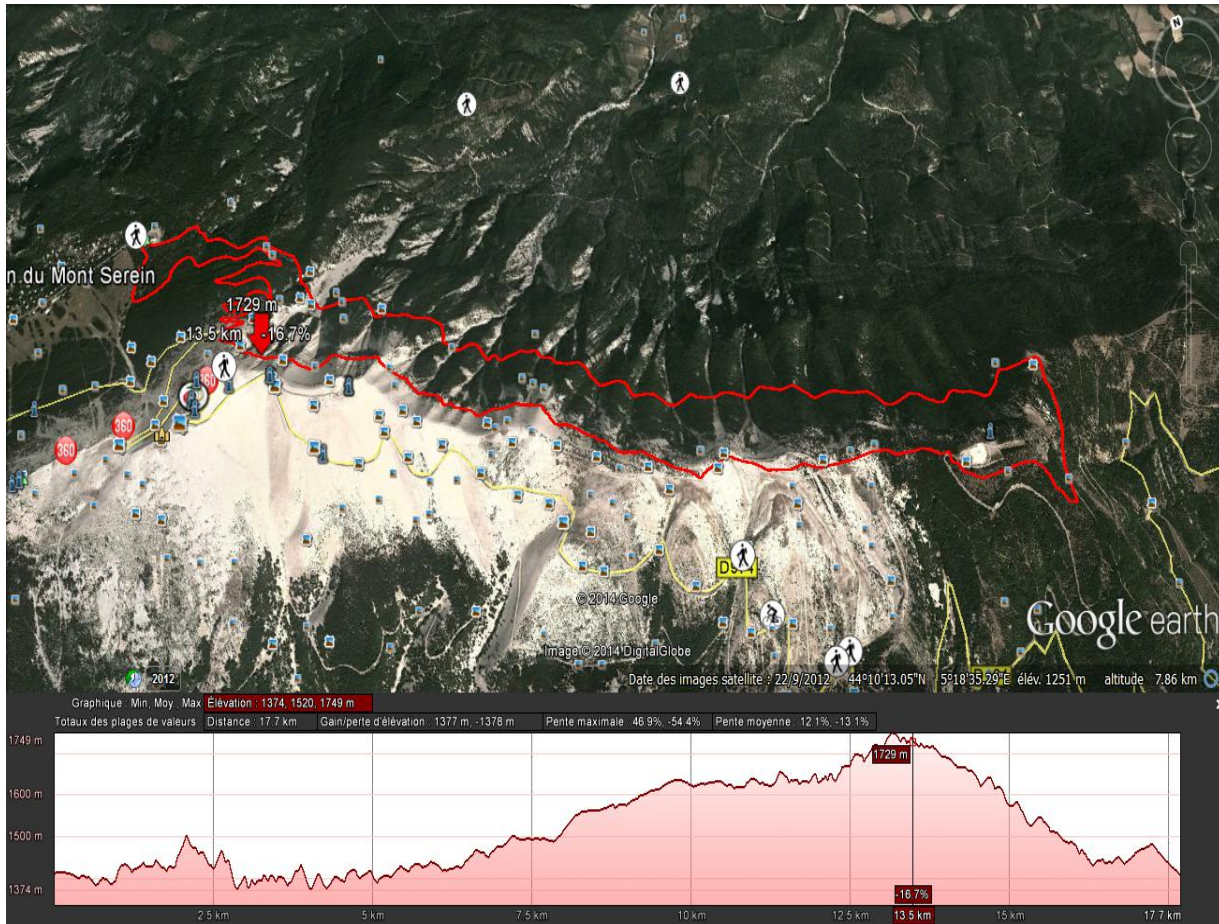 N
n du Mont Serein
1729 m
13.5 km -16.7%
360
360
360
D974
© 2014 Google
Google earth
Image © 2014 DigitalGlobe
2012
Date des images satellite : 22/9/2012 44°10'13.05"N 5°18'35.29"E élév. 1251 m altitude 7.86 km
Graphique : Min, Moy., Max Élévation : 1374, 1520, 1749 m
Totaux des plages de valeurs Distance : 17.7 km Gain/perte d'élévation : 1377 m, -1378 m Pente maximale : 46.9%, -54.4% Pente moyenne : 12.1%, -13.1%
1749 m
1729 m
1600 m
1500 m
1374 m
-16.7%
2.5 km 5 km 7.5 km 10 km 12.5 km 13.5 km 15 km 17.7 km